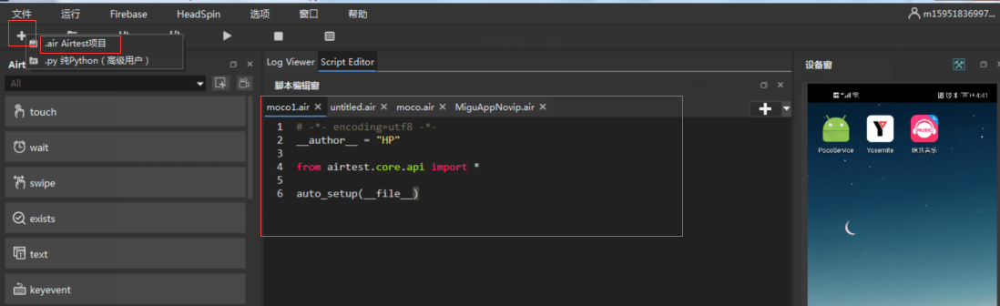 文件 运行 Firebase HeadSpin 选项 窗口 帮助 m15951836997...
.air Airtest项目
.py 纯Python（高级用户）
Airt
All
touch
wait
swipe
exists
text
keyevent
Log Viewer Script Editor
脚本编辑窗
moco1.air untitled.air moco.air MiguAppNovip.air
1 # -*- encoding=utf8 -*-
2 __author__ = "HP"
3
4 from airtest.core.api import *
5
6 auto_setup(__file__)
设备窗
4:41
MUSIC
PocoService Yosemite 咪咕音乐